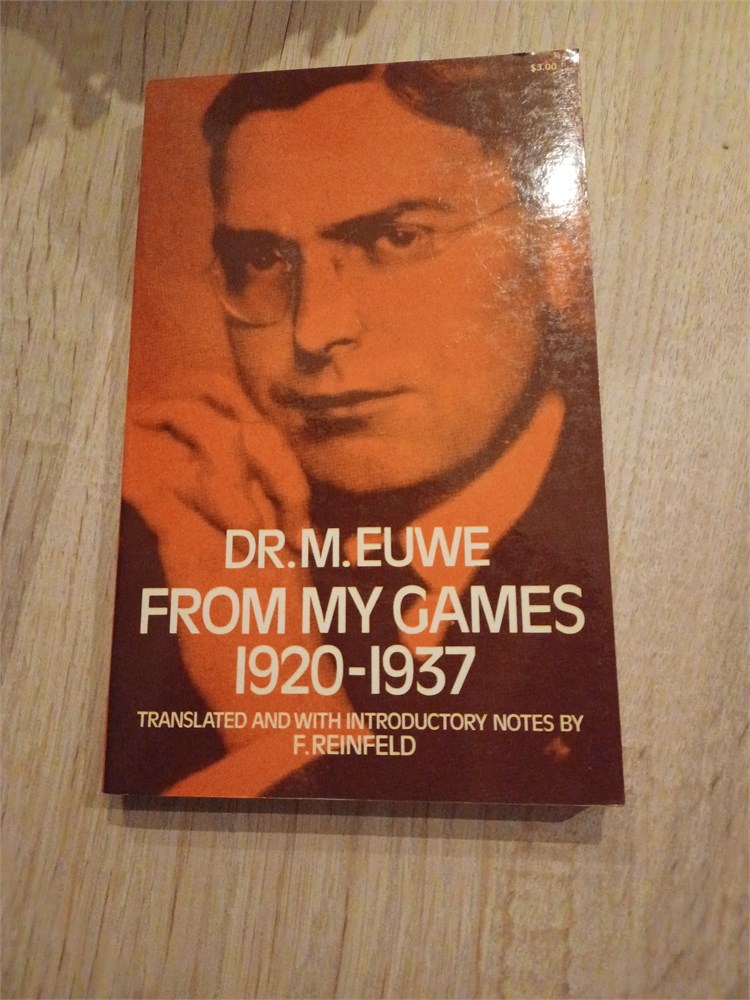 $3.00
DR. M. EUWE
FROM MY GAMES
1920-1937
TRANSLATED AND WITH INTRODUCTORY NOTES BY
F. REINFELD